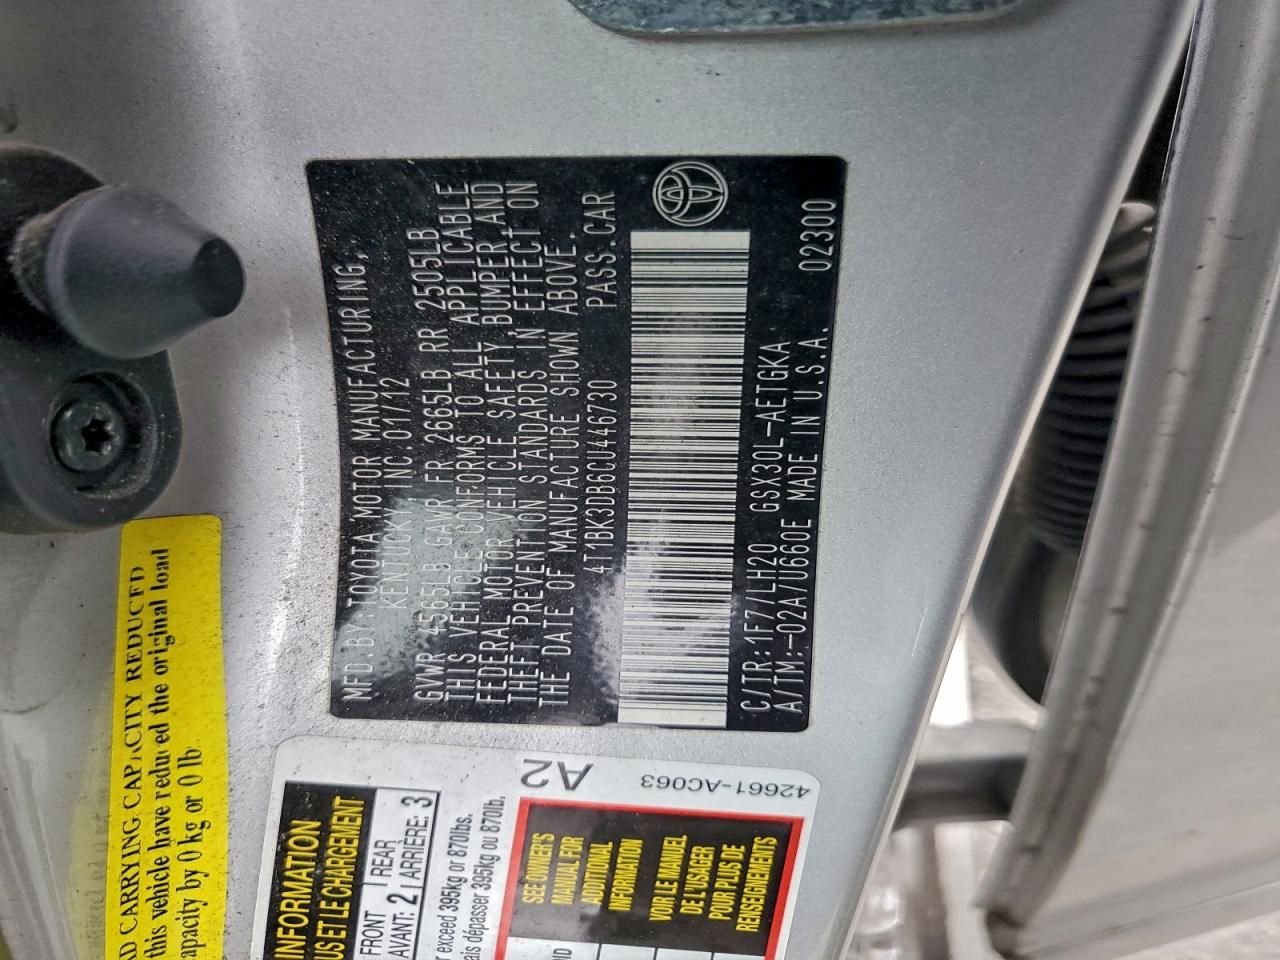 MFD.BY:TOYOTA MOTOR MANUFACTURING,
KENTUCKY, INC.01/12
GVWR 4565LB GAWR FR 2665LB RR 2505LB
THIS VEHICLE CONFORMS TO ALL APPLICABLE
FEDERAL MOTOR VEHICLE SAFETY,BUMPER,AND
THEFT PREVENTION STANDARDS IN EFFECT ON
THE DATE OF MANUFACTURE SHOWN ABOVE.
4T1BK3DB6CU446730 PASS.CAR
C/TR:1F7/LH20 GSX30L-AETGKA
A/TM:-02A/U660E MADE IN U.S.A. 02300
CARRYING CAPACITY REDUCED
this vehicle have reduced the original load
capacity by 0 kg or 0 lb
INFORMATION
ET LE CHARGEMENT
FRONT REAR
AVANT: 2 ARRIERE: 3
exceed 395kg or 870lbs.
dépasser 395kg ou 870lb.
A2
42661-AC063
SEE OWNER'S
MANUAL FOR
ADDITIONAL
INFORMATION
VOIR LE MANUEL
DE L'USAGER
POUR PLUS DE
RENSEIGNEMENTS